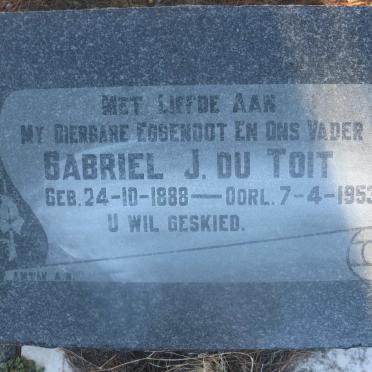 MET LIEFDE AAN
MY DIERBARE EGGENOOT EN ONS VADER
GABRIEL J. DU TOIT
GEB. 24-10-1888 — OORL. 7-4-1953
U WIL GESKIED.